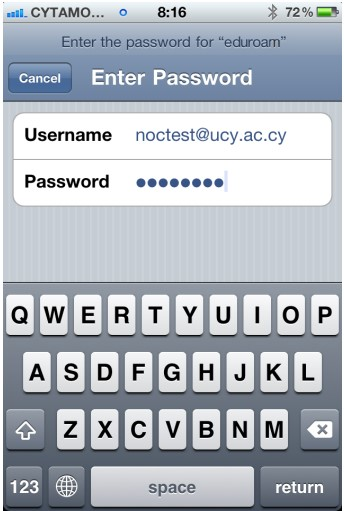 CYTAMO... 8:16 72%
Enter the password for “eduroam”
Cancel Enter Password
Username noctest@ucy.ac.cy
Password ●●●●●●●●
Q W E R T Y U I O P
A S D F G H J K L
Z X C V B N M
123 space return